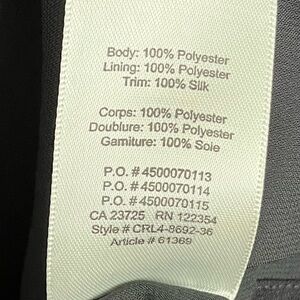 Body: 100% Polyester
Lining: 100% Polyester
Trim: 100% Silk
Corps: 100% Polyester
Doublure: 100% Polyester
Garniture: 100% Soie
P.O. # 4500070113
P.O. # 4500070114
P.O. # 4500070115
CA 23725 RN 122354
Style # CRL4-8692-36
Article # 61369